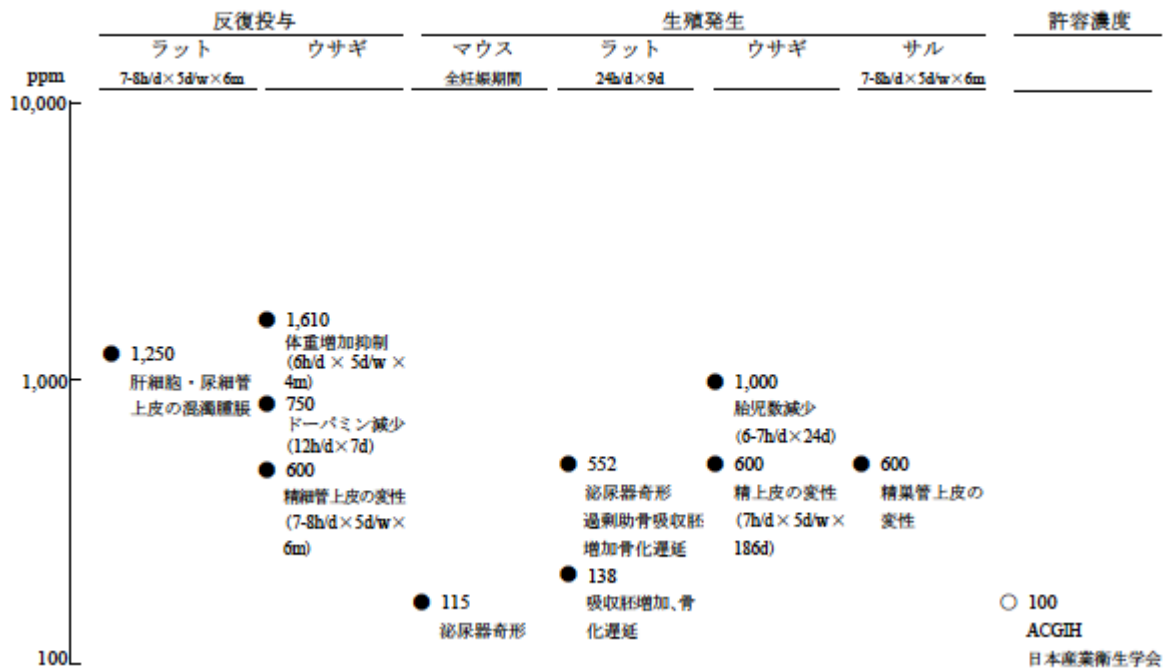 反復投与
生殖発生
許容濃度
ラット
ウサギ
マウス
ラット
ウサギ
サル
ppm
7-8h/d×5d/w×6m
全妊娠期間
24h/d×9d
7-8h/d×5d/w×6m
10,000
1,000
100
1,250
肝細胞・尿細管
上皮の混濁腫脹
1,610
体重増加抑制
(6h/d × 5d/w ×
4m)
750
ドーパミン減少
(12h/d×7d)
600
精細管上皮の変性
(7-8h/d×5d/w×
6m)
115
泌尿器奇形
552
泌尿器奇形
過剰肋骨吸収胚
増加骨化遅延
138
吸収胚増加、骨
化遅延
1,000
胎児数減少
(6-7h/d×24d)
600
精上皮の変性
(7h/d×5d/w×
186d)
600
精巣管上皮の
変性
100
ACGIH
日本産業衛生学会